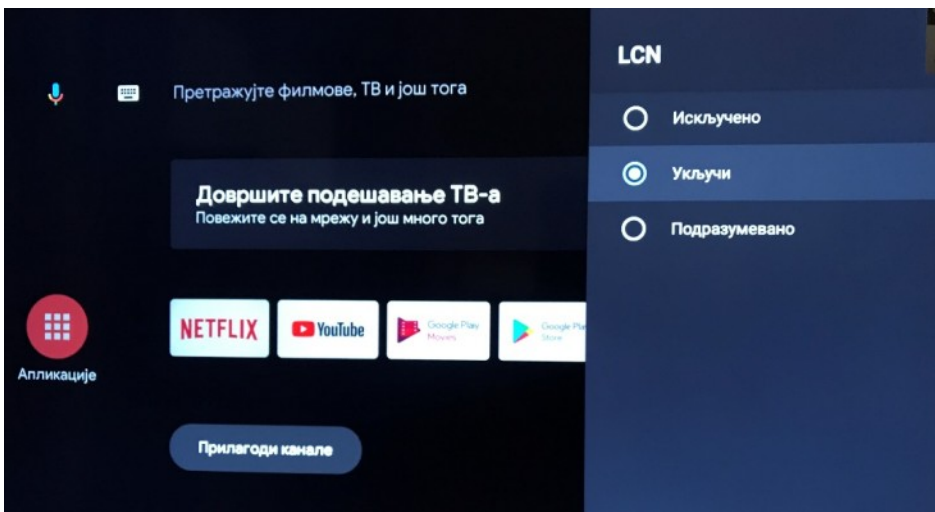 Претражујте филмове, ТВ и још тога
Довршите подешавање ТВ-а
Повежите се на мрежу и још много тога
NETFLIX
YouTube
Google Play
Movies
Google Play
Store
Апликације
Прилагоди канале
LCN
Искључено
Укључи
Подразумевано